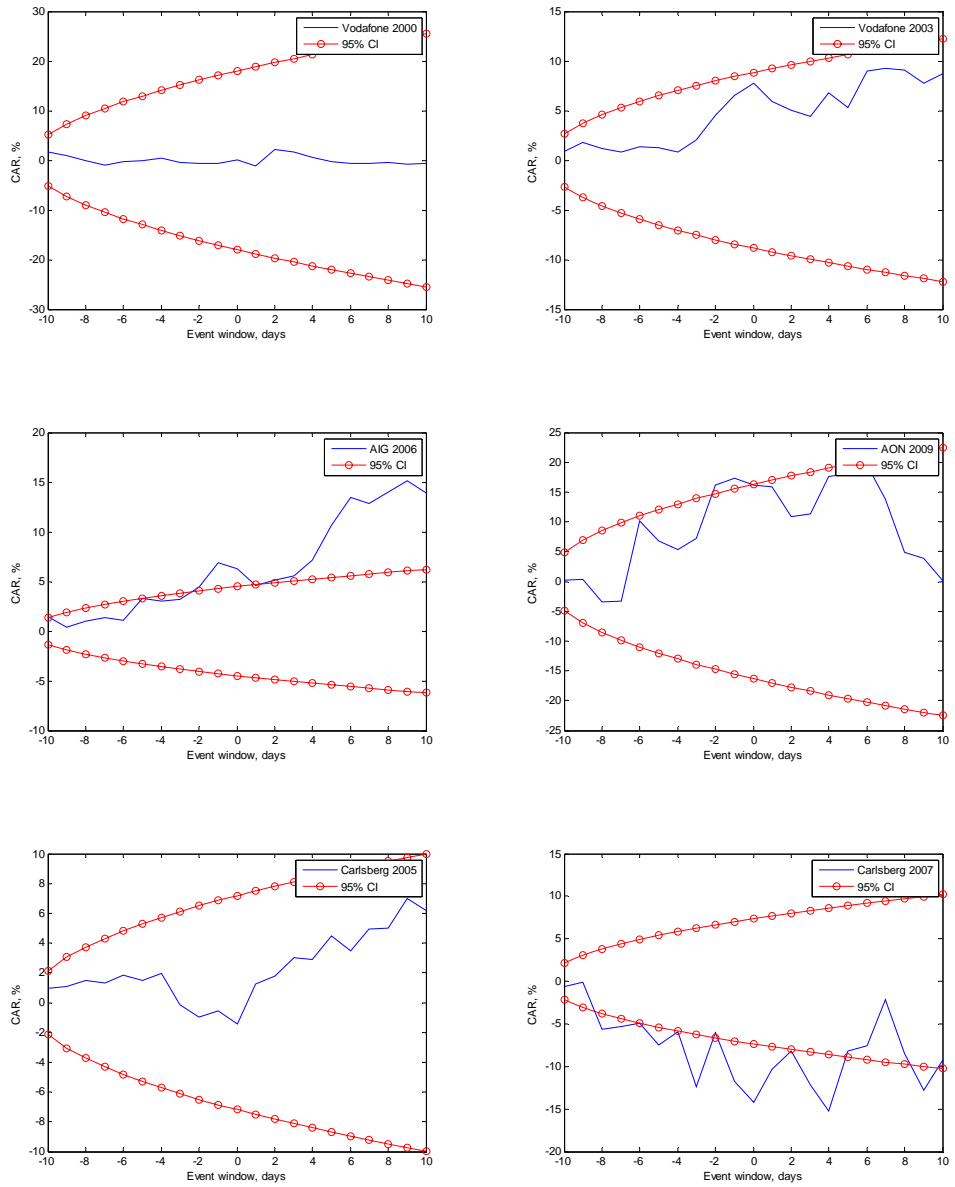 30
20
10
0
-10
-20
-30
CAR, %
-10 -8 -6 -4 -2 0 2 4 6 8 10
Event window, days
Vodafone 2000
95% CI
15
10
5
0
-5
-10
-15
CAR, %
-10 -8 -6 -4 -2 0 2 4 6 8 10
Event window, days
Vodafone 2003
95% CI
20
15
10
5
0
-5
-10
CAR, %
-10 -8 -6 -4 -2 0 2 4 6 8 10
Event window, days
AIG 2006
95% CI
25
20
15
10
5
0
-5
-10
-15
-20
-25
CAR, %
-10 -8 -6 -4 -2 0 2 4 6 8 10
Event window, days
AON 2009
95% CI
10
8
6
4
2
0
-2
-4
-6
-8
-10
CAR, %
-10 -8 -6 -4 -2 0 2 4 6 8 10
Event window, days
Carlsberg 2005
95% CI
15
10
5
0
-5
-10
-15
-20
CAR, %
-10 -8 -6 -4 -2 0 2 4 6 8 10
Event window, days
Carlsberg 2007
95% CI